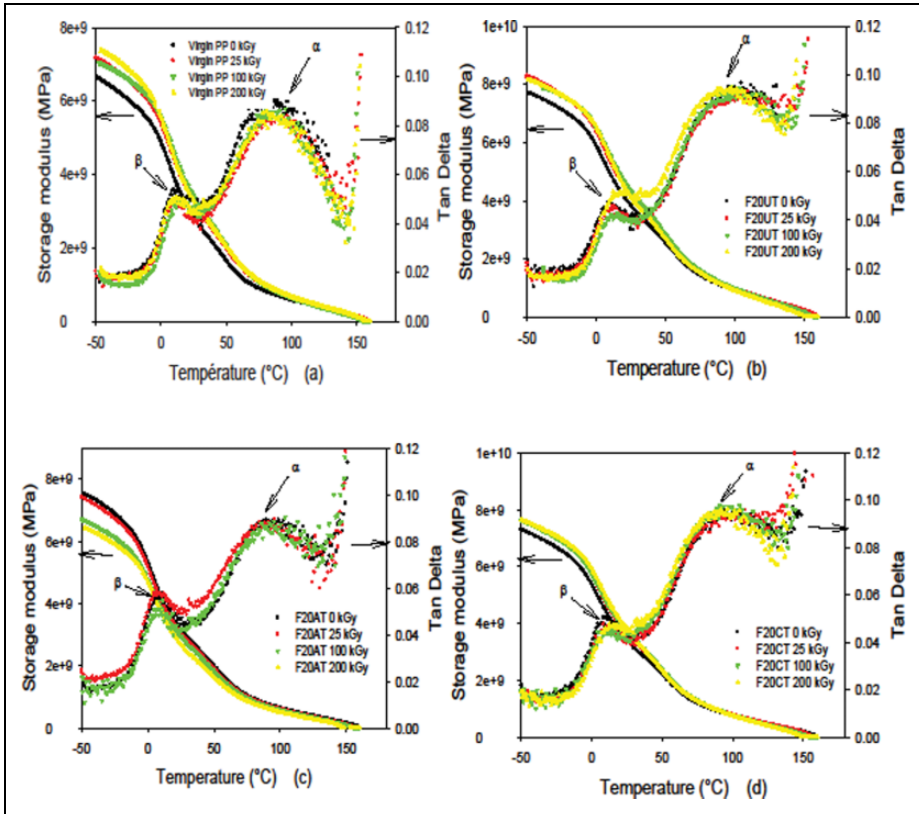 8e+9
6e+9
4e+9
2e+9
0
Storage modulus (MPa)
Virgin PP 0 kGy
Virgin PP 25 kGy
Virgin PP 100 kGy
Virgin PP 200 kGy
α
β
0.12
0.10
0.08
0.06
0.04
0.02
0.00
Tan Delta
-50 0 50 100 150
Température (°C) (a)
1e+10
8e+9
6e+9
4e+9
2e+9
0
Storage modulus (MPa)
α
β
F20UT 0 kGy
F20UT 25 kGy
F20UT 100 kGy
F20UT 200 kGy
0.12
0.10
0.08
0.06
0.04
0.02
0.00
Tan Delta
-50 0 50 100 150
Temperature (°C) (b)
8e+9
6e+9
4e+9
2e+9
0
Storage modulus (MPa)
α
β
F20AT 0 kGy
F20AT 25 kGy
F20AT 100 kGy
F20AT 200 kGy
0.12
0.10
0.08
0.06
0.04
0.02
0.00
Tan Delta
-50 0 50 100 150
Temperature (°C) (c)
1e+10
8e+9
6e+9
4e+9
2e+9
0
Storage modulus (MPa)
α
β
F20CT 0 kGy
F20CT 25 kGy
F20CT 100 kGy
F20CT 200 kGy
0.12
0.10
0.08
0.06
0.04
0.02
0.00
Tan Delta
-50 0 50 100 150
Temperature (°C) (d)